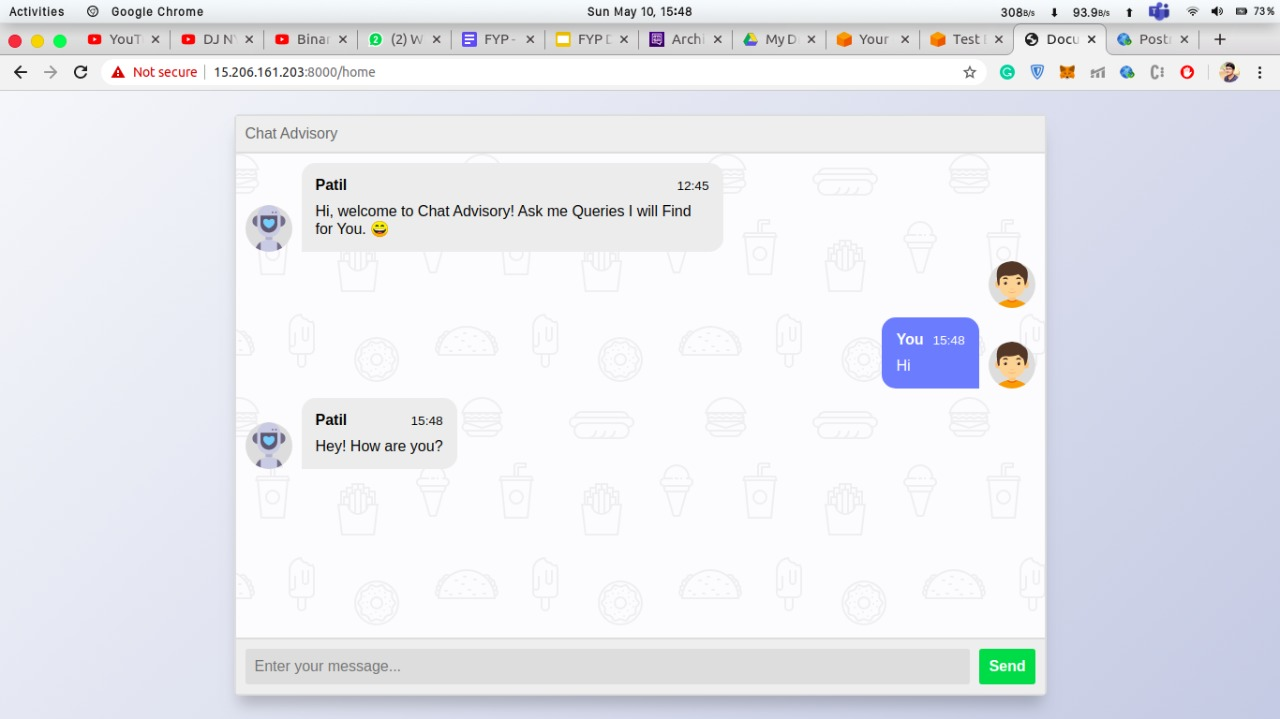 Activities
Google Chrome
Sun May 10, 15:48
308B/s
93.9B/s
73%
YouT
DJ N
Binar
(2) W
FYP -
FYP D
Archi
My D
Your
Test
Docu
Post
Not secure
15.206.161.203:8000/home
Chat Advisory
Patil 12:45
Hi, welcome to Chat Advisory! Ask me Queries I will Find
for You. 😄
You 15:48
Hi
Patil 15:48
Hey! How are you?
Enter your message...
Send